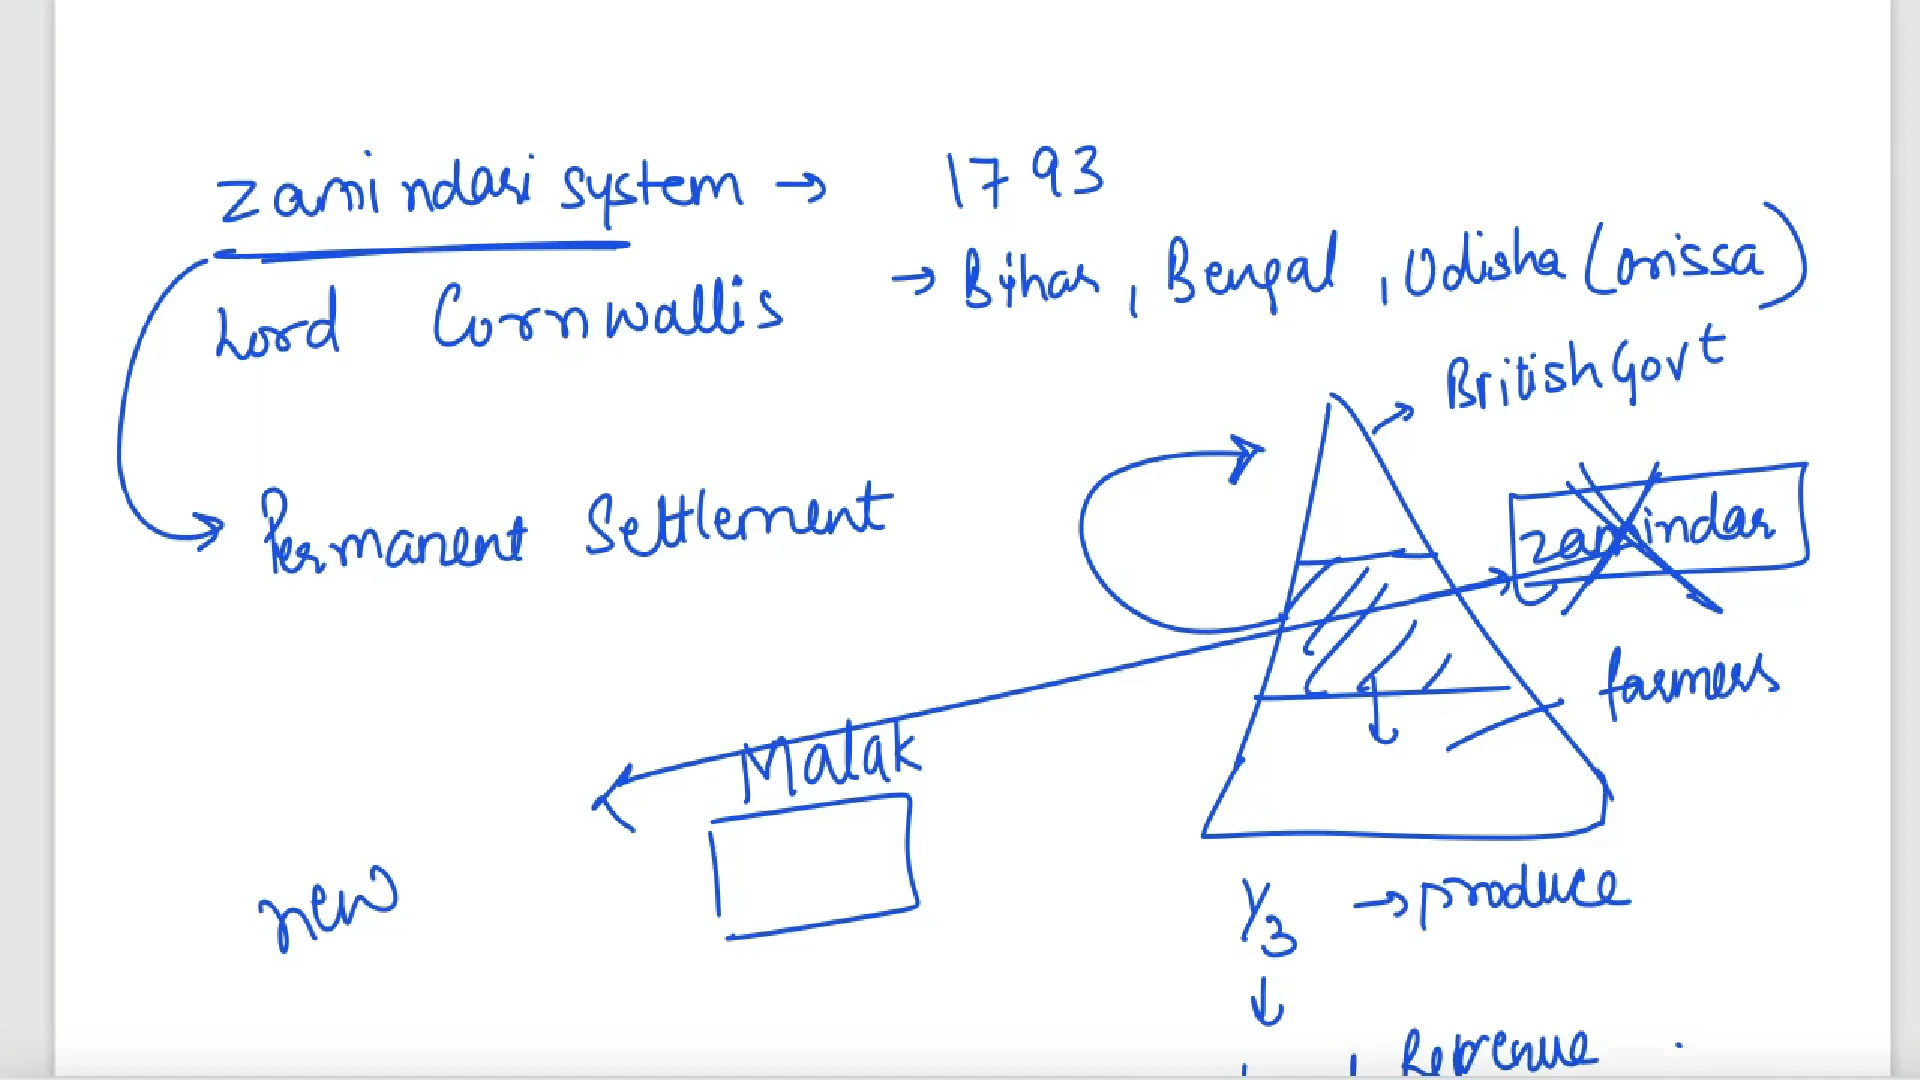 Zamindari system → 1793
Lord Cornwallis → Bihar, Bengal, Odisha (orissa)
British Govt
Permanent Settlement
zamindar
farmers
Malak
new
1/3 → produce
↓
Revenue